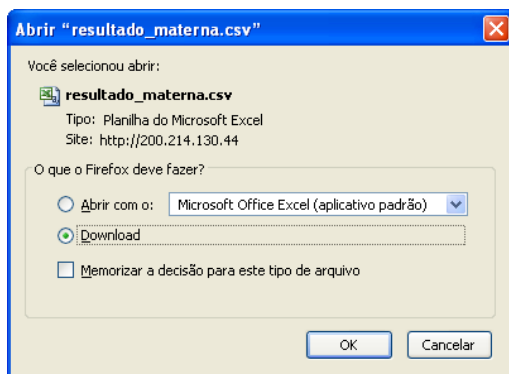 Abrir “resultado_materna.csv”
Você selecionou abrir:
resultado_materna.csv
Tipo: Planilha do Microsoft Excel
Site: http://200.214.130.44
O que o Firefox deve fazer?
Abrir com o: Microsoft Office Excel (aplicativo padrão)
Download
Memorizar a decisão para este tipo de arquivo
OK Cancelar